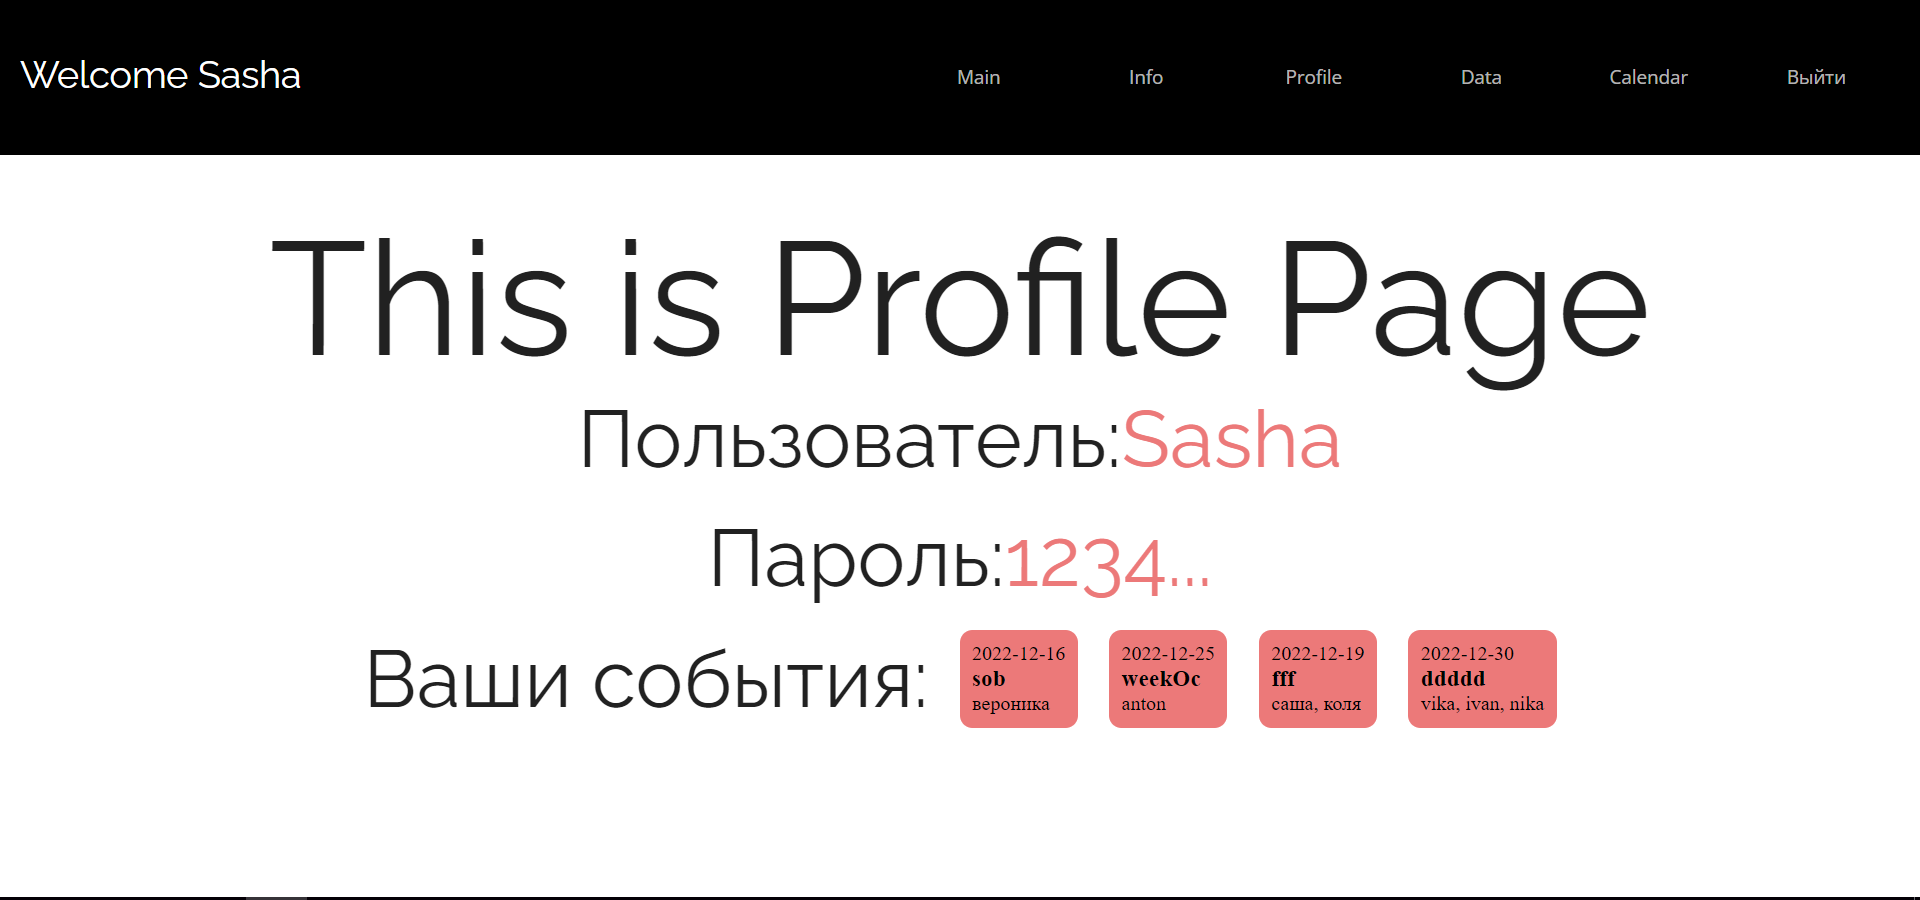 Welcome Sasha
Main Info Profile Data Calendar Выйти
This is Profile Page
Пользователь:Sasha
Пароль:1234...
Ваши события:
2022-12-16
sob
вероника
2022-12-25
weekOc
anton
2022-12-19
fff
саша, коля
2022-12-30
ddddd
vika, ivan, nika